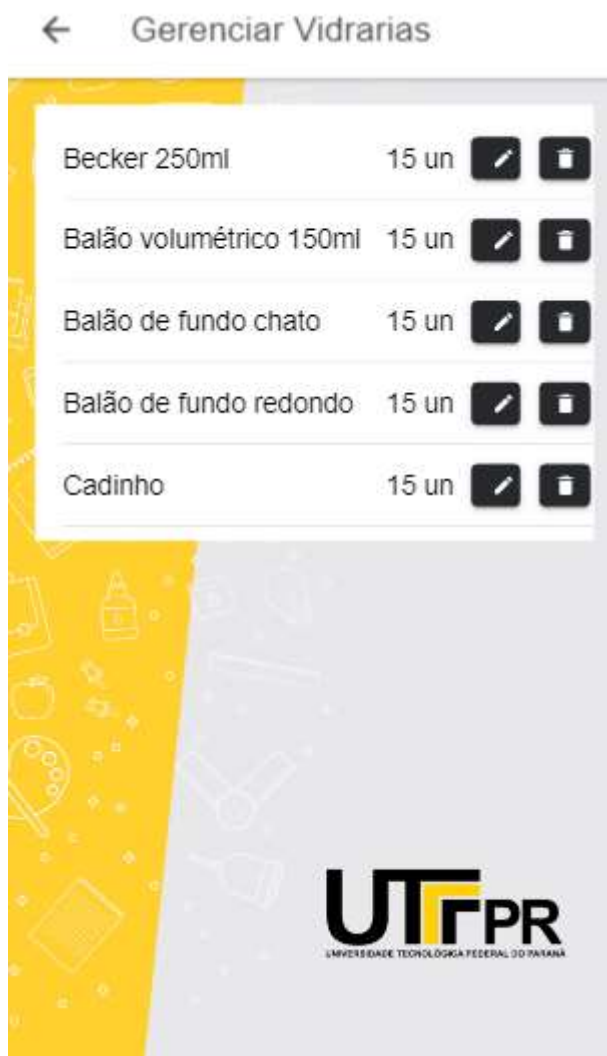 Gerenciar Vidrarias
Becker 250ml 15 un
Balão volumétrico 150ml 15 un
Balão de fundo chato 15 un
Balão de fundo redondo 15 un
Cadinho 15 un
UTFPR
UNIVERSIDADE TECNOLÓGICA FEDERAL DO PARANÁ